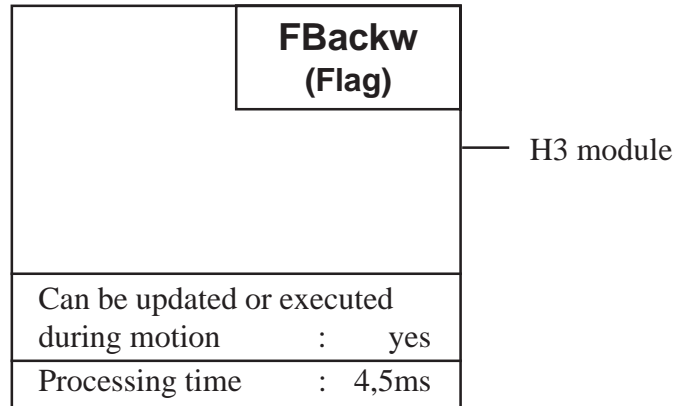 FBackw
(Flag)
H3 module
Can be updated or executed
during motion : yes
Processing time : 4,5ms